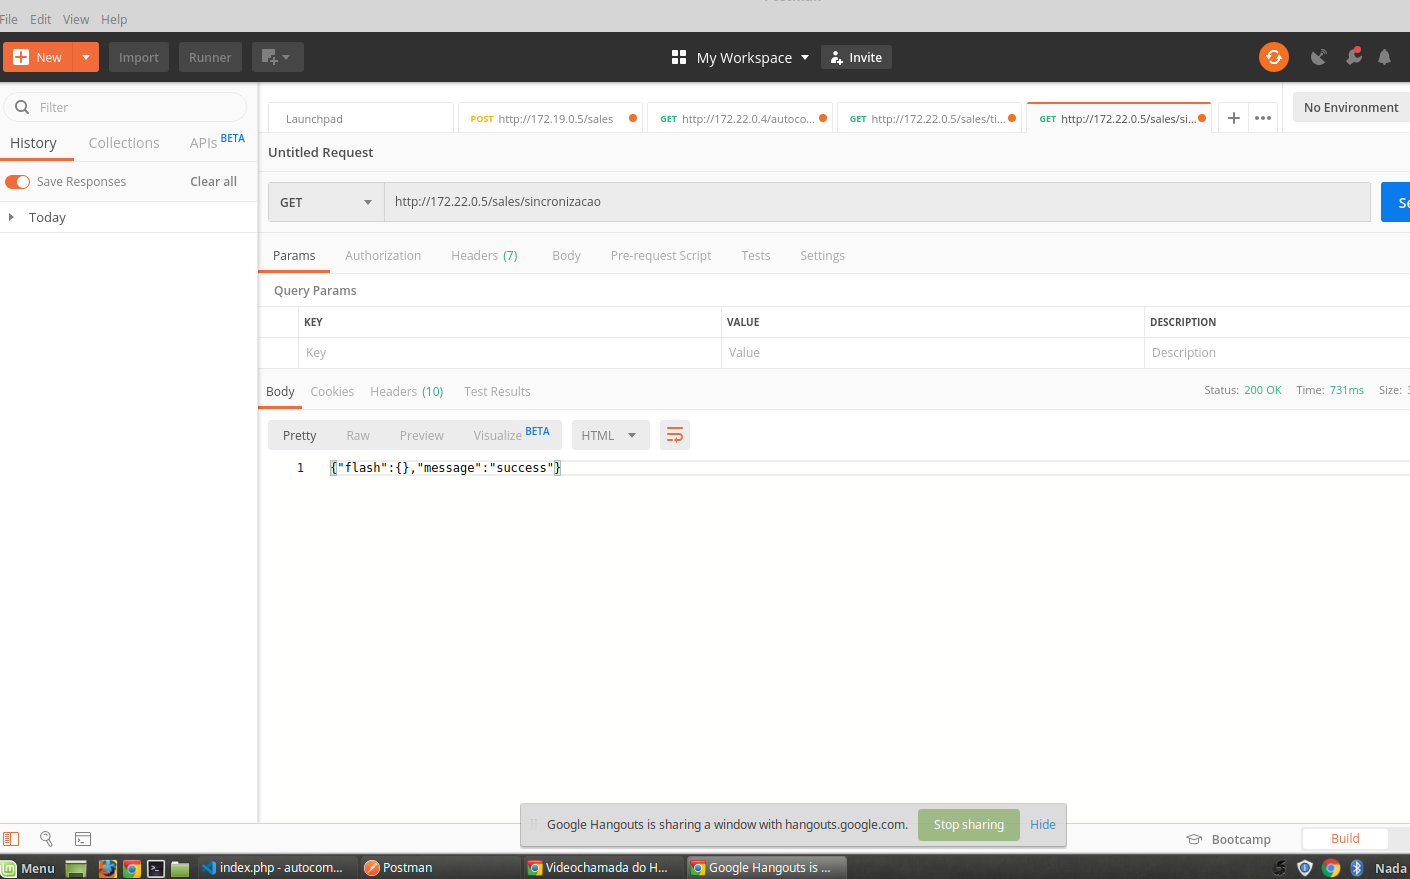 File Edit View Help
New Import Runner My Workspace Invite
Filter
History Collections APIs BETA
Save Responses Clear all
Today
Launchpad POST http://172.19.0.5/sales GET http://172.22.0.4/autoco... GET http://172.22.0.5/sales/ti... GET http://172.22.0.5/sales/si... No Environment
Untitled Request
GET http://172.22.0.5/sales/sincronizacao
Params Authorization Headers (7) Body Pre-request Script Tests Settings
Query Params
KEY VALUE DESCRIPTION
Key Value Description
Body Cookies Headers (10) Test Results Status: 200 OK Time: 731ms Size:
Pretty Raw Preview Visualize BETA HTML
1 {"flash":{},"message":"success"}
Google Hangouts is sharing a window with hangouts.google.com. Stop sharing Hide
Bootcamp Build
Menu index.php - autocom... Postman Videochamada do H... Google Hangouts is ... Nada